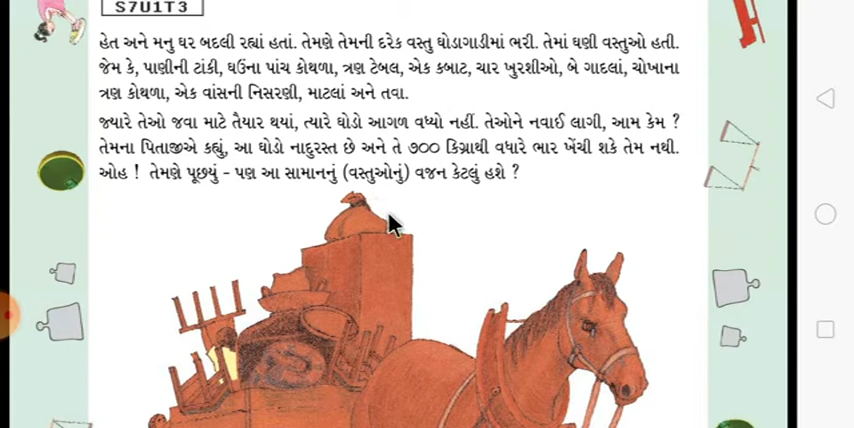 S7U1T3
હેત અને મનુ ઘર બદલી રહ્યાં હતાં. તેમણે તેમની દરેક વસ્તુ ઘોડાગાડીમાં ભરી. તેમાં ઘણી વસ્તુઓ હતી.
જેમ કે, પાણીની ટાંકી, ઘઉંના પાંચ કોથળા, ત્રણ ટેબલ, એક કબાટ, ચાર ખુરશીઓ, બે ગાદલાં, ચોખાના
ત્રણ કોથળા, એક વાંસની નિસરણી, માટલાં અને તવા.
જ્યારે તેઓ જવા માટે તૈયાર થયાં, ત્યારે ઘોડો આગળ વધ્યો નહીં. તેઓને નવાઈ લાગી, આમ કેમ ?
તેમના પિતાજીએ કહ્યું, આ ઘોડો નાદુરસ્ત છે અને તે ૭૦૦ કિગ્રાથી વધારે ભાર ખેંચી શકે તેમ નથી.
ઓહ ! તેમણે પૂછયું - પણ આ સામાનનું (વસ્તુઓનું) વજન કેટલું હશે ?